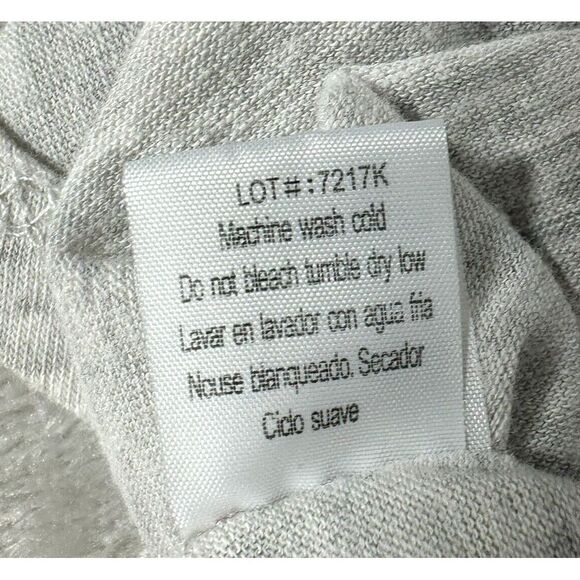 LOT#:7217K
Machine wash cold
Do not bleach tumble dry low
Lavar en lavador con agua fria
Nouse blanqueado. Secador
Ciclo suave